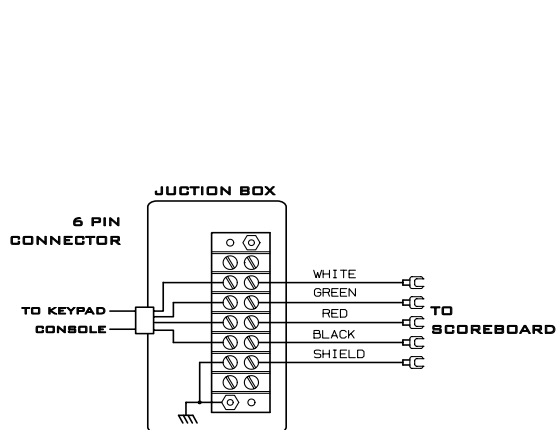 JUCTION BOX
6 PIN
CONNECTOR
WHITE
GREEN
TO KEYPAD
RED
TO
CONSOLE
BLACK
SCOREBOARD
SHIELD